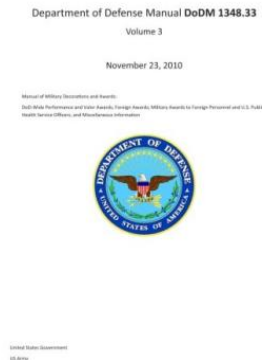 Department of Defense Manual DoDM 1348.33
Volume 3
November 23, 2010
Manual of Military Decorations and Awards:
DoD-Wide Performance and Valor Awards; Foreign Awards; Military Awards to Foreign Personnel and U.S. Public
Health Service Officers; and Miscellaneous Information
DEPARTMENT OF DEFENSE
UNITED STATES OF AMERICA
United States Government
US Army